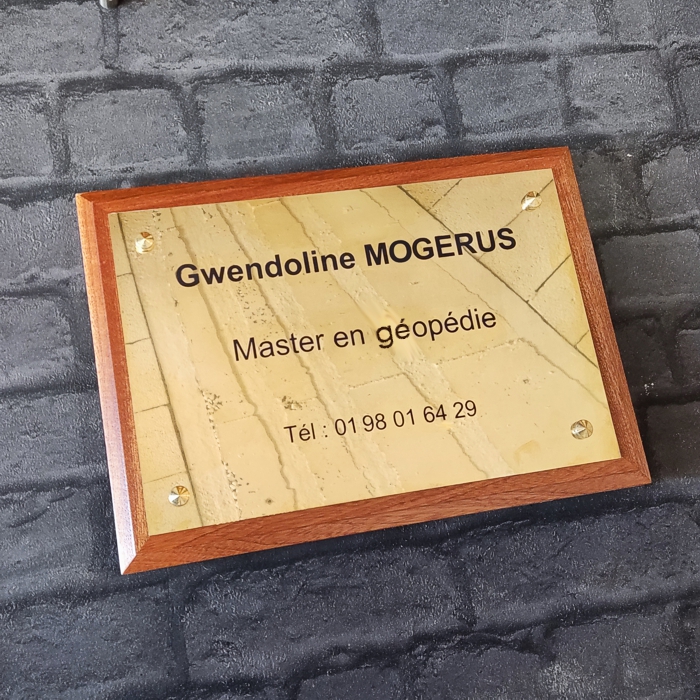 Gwendoline MOGERUS
Master en géopédie
Tél : 01 98 01 64 29